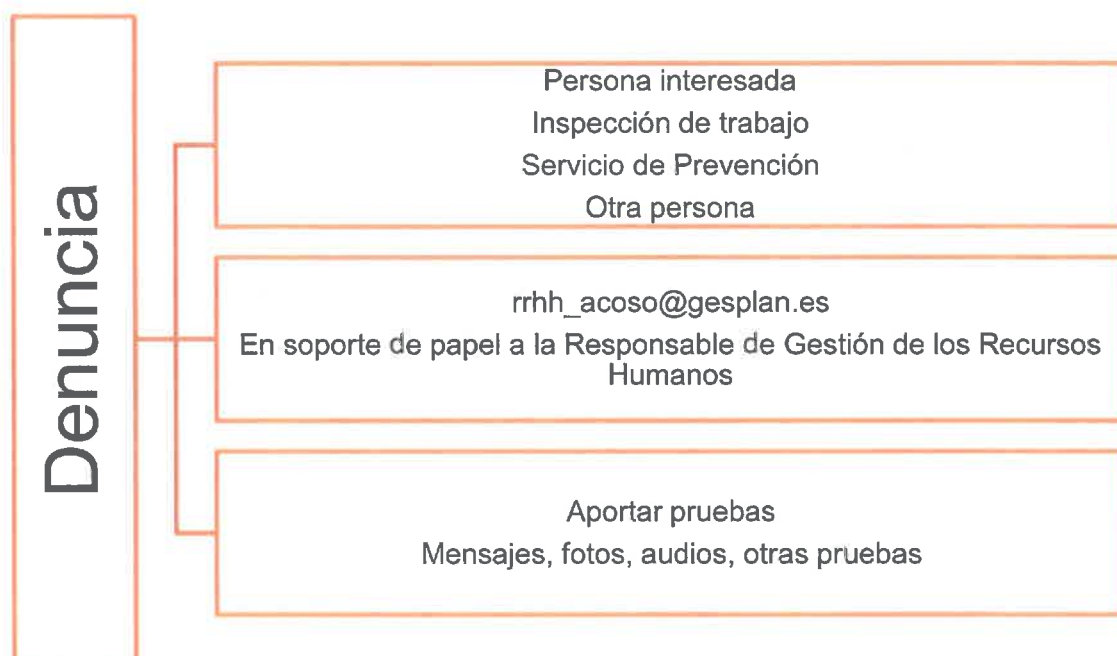 Denuncia
Persona interesada
Inspección de trabajo
Servicio de Prevención
Otra persona
rrhh_acoso@gesplan.es
En soporte de papel a la Responsable de Gestión de los Recursos
Humanos
Aportar pruebas
Mensajes, fotos, audios, otras pruebas